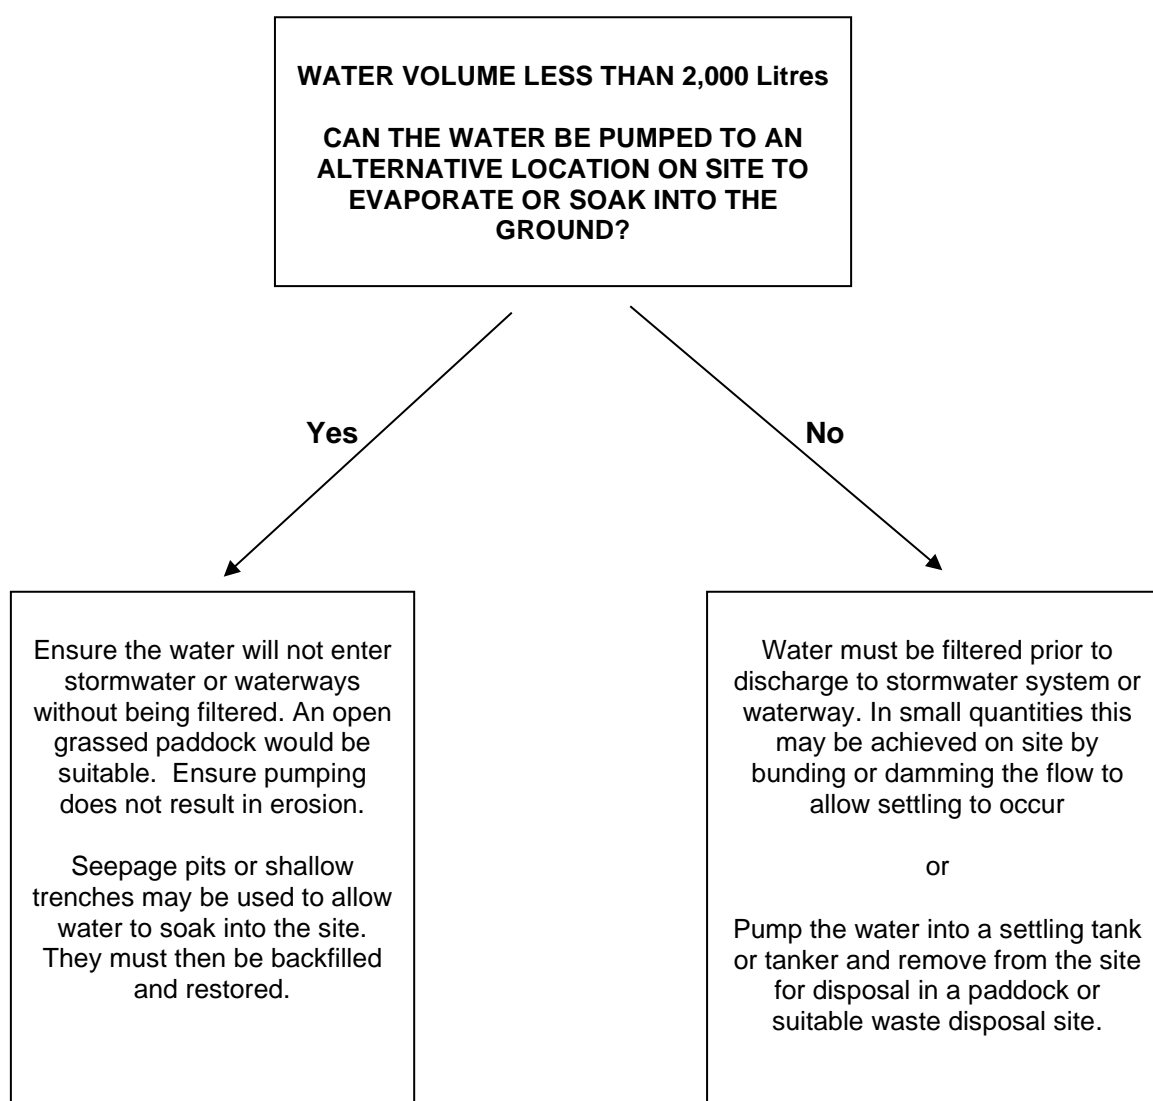 WATER VOLUME LESS THAN 2,000 Litres
CAN THE WATER BE PUMPED TO AN
ALTERNATIVE LOCATION ON SITE TO
EVAPORATE OR SOAK INTO THE
GROUND?
Yes
No
Ensure the water will not enter
stormwater or waterways
without being filtered. An open
grassed paddock would be
suitable.  Ensure pumping
does not result in erosion.
Seepage pits or shallow
trenches may be used to allow
water to soak into the site.
They must then be backfilled
and restored.
Water must be filtered prior to
discharge to stormwater system or
waterway. In small quantities this
may be achieved on site by
bunding or damming the flow to
allow settling to occur
or
Pump the water into a settling tank
or tanker and remove from the site
for disposal in a paddock or
suitable waste disposal site.